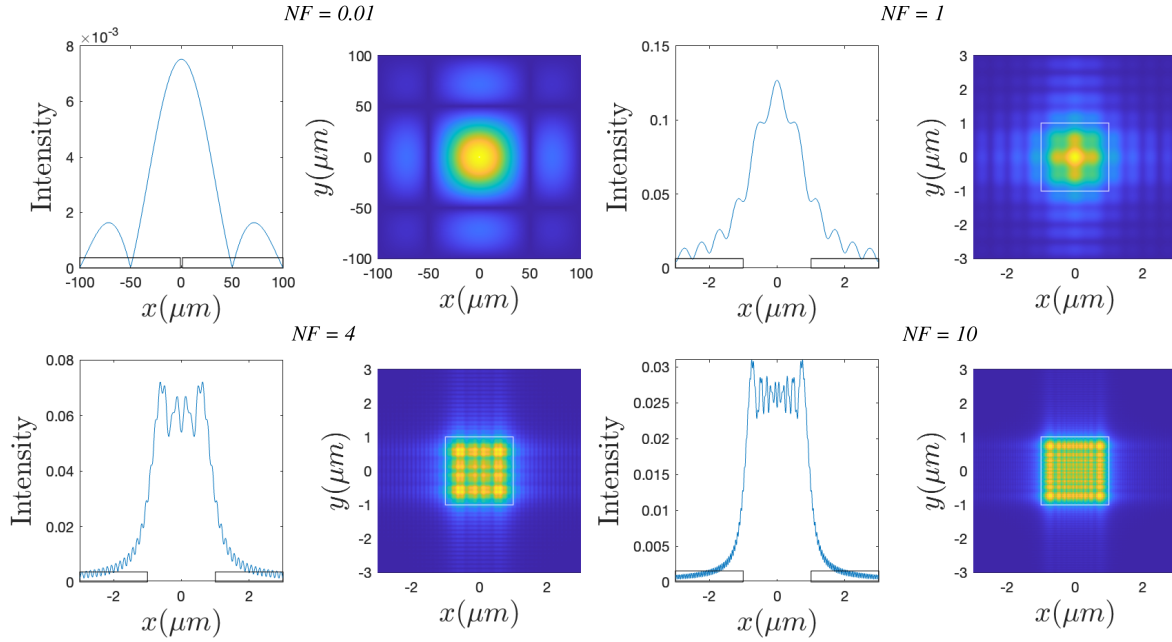 NF = 0.01
×10⁻³
8
6
4
2
0
Intensity
-100 -50 0 50 100
x(μm)
100
50
0
-50
-100
y(μm)
-100 -50 0 50 100
x(μm)
NF = 1
0.15
0.1
0.05
0
Intensity
-2 0 2
x(μm)
3
2
1
0
-1
-2
-3
y(μm)
-2 0 2
x(μm)
NF = 4
0.08
0.06
0.04
0.02
0
Intensity
-2 0 2
x(μm)
3
2
1
0
-1
-2
-3
y(μm)
-2 0 2
x(μm)
NF = 10
0.03
0.025
0.02
0.015
0.01
0.005
0
Intensity
-2 0 2
x(μm)
3
2
1
0
-1
-2
-3
y(μm)
-2 0 2
x(μm)